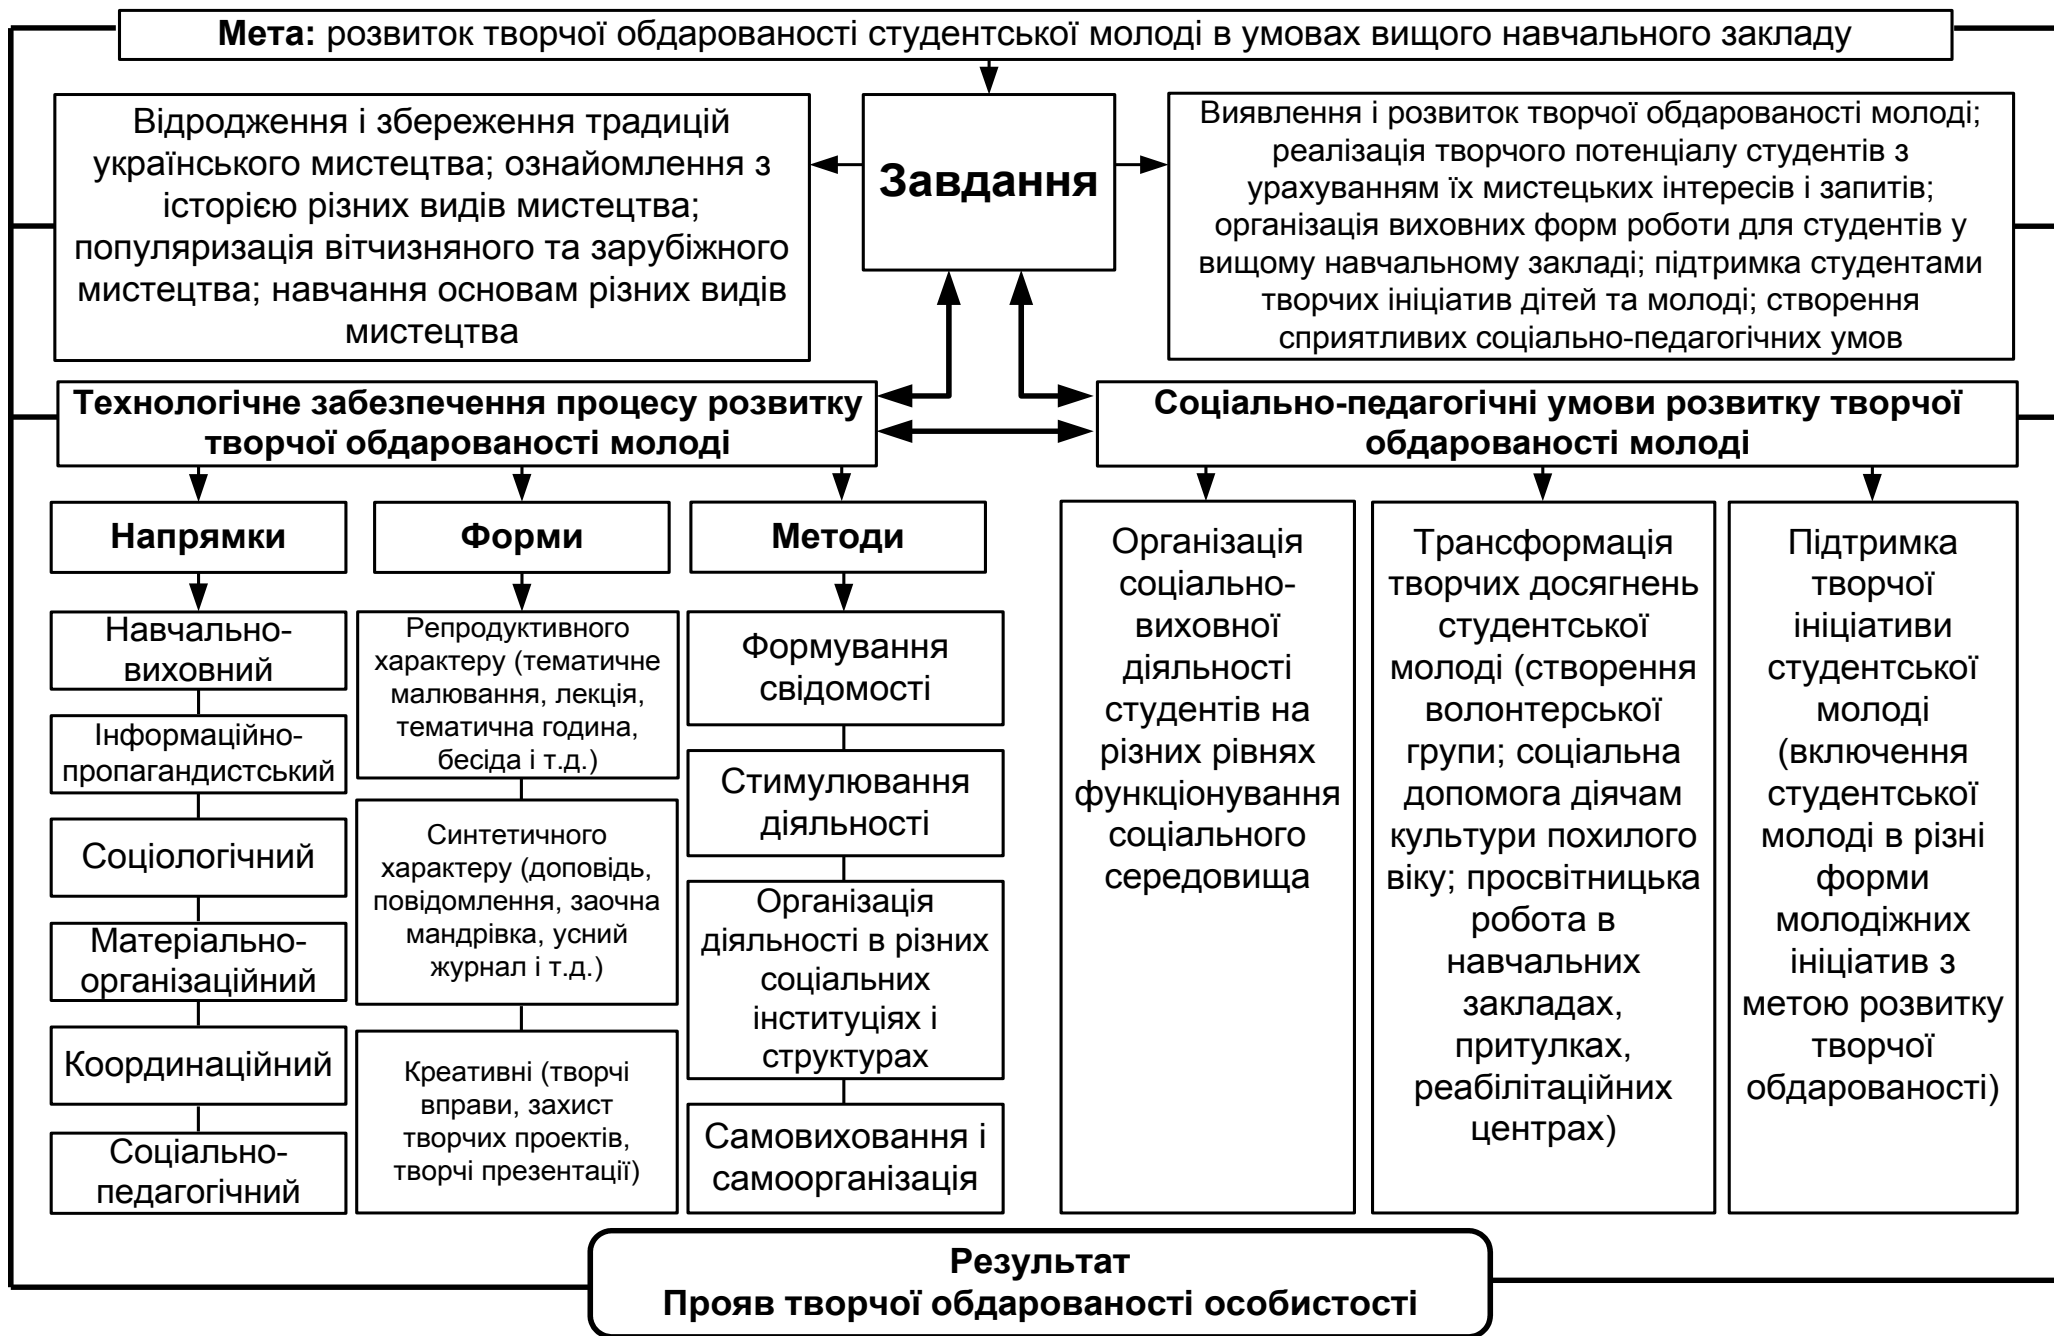 Мета: розвиток творчої обдарованості студентської молоді в умовах вищого навчального закладу
Відродження і збереження традицій
українського мистецтва; ознайомлення з
історією різних видів мистецтва;
популяризація вітчизняного та зарубіжного
мистецтва; навчання основам різних видів
мистецтва
Завдання
Виявлення і розвиток творчої обдарованості молоді;
реалізація творчого потенціалу студентів з
урахуванням їх мистецьких інтересів і запитів;
організація виховних форм роботи для студентів у
вищому навчальному закладі; підтримка студентами
творчих ініціатив дітей та молоді; створення
сприятливих соціально-педагогічних умов
Технологічне забезпечення процесу розвитку
творчої обдарованості молоді
Соціально-педагогічні умови розвитку творчої
обдарованості молоді
Напрямки
Навчально-
виховний
Інформаційно-
пропагандистський
Соціологічний
Матеріально-
організаційний
Координаційний
Соціально-
педагогічний
Форми
Репродуктивного
характеру (тематичне
малювання, лекція,
тематична година,
бесіда і т.д.)
Синтетичного
характеру (доповідь,
повідомлення, заочна
мандрівка, усний
журнал і т.д.)
Креативні (творчі
вправи, захист
творчих проектів,
творчі презентації)
Методи
Формування
свідомості
Стимулювання
діяльності
Організація
діяльності в різних
соціальних
інституціях і
структурах
Самовиховання і
самоорганізація
Організація
соціально-
виховної
діяльності
студентів на
різних рівнях
функціонування
соціального
середовища
Трансформація
творчих досягнень
студентської
молоді (створення
волонтерської
групи; соціальна
допомога діячам
культури похилого
віку; просвітницька
робота в
навчальних
закладах,
притулках,
реабілітаційних
центрах)
Підтримка
творчої
ініціативи
студентської
молоді
(включення
студентської
молоді в різні
форми
молодіжних
ініціатив з
метою розвитку
творчої
обдарованості)
Результат
Прояв творчої обдарованості особистості